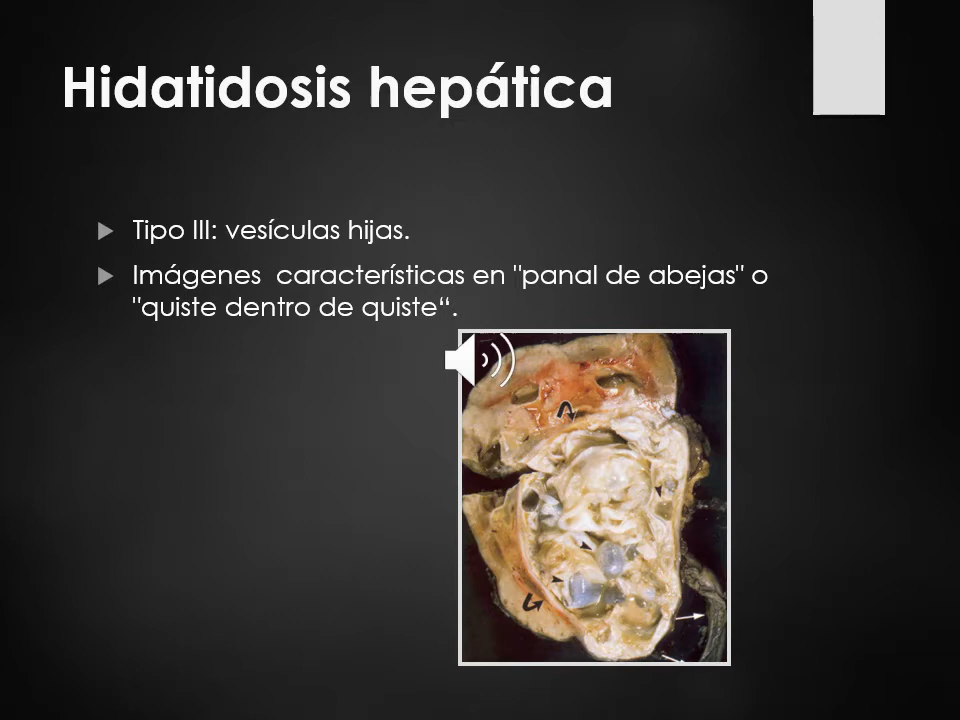 Hidatidosis hepática
Tipo III: vesículas hijas.
Imágenes  características en "panal de abejas" o
"quiste dentro de quiste“.